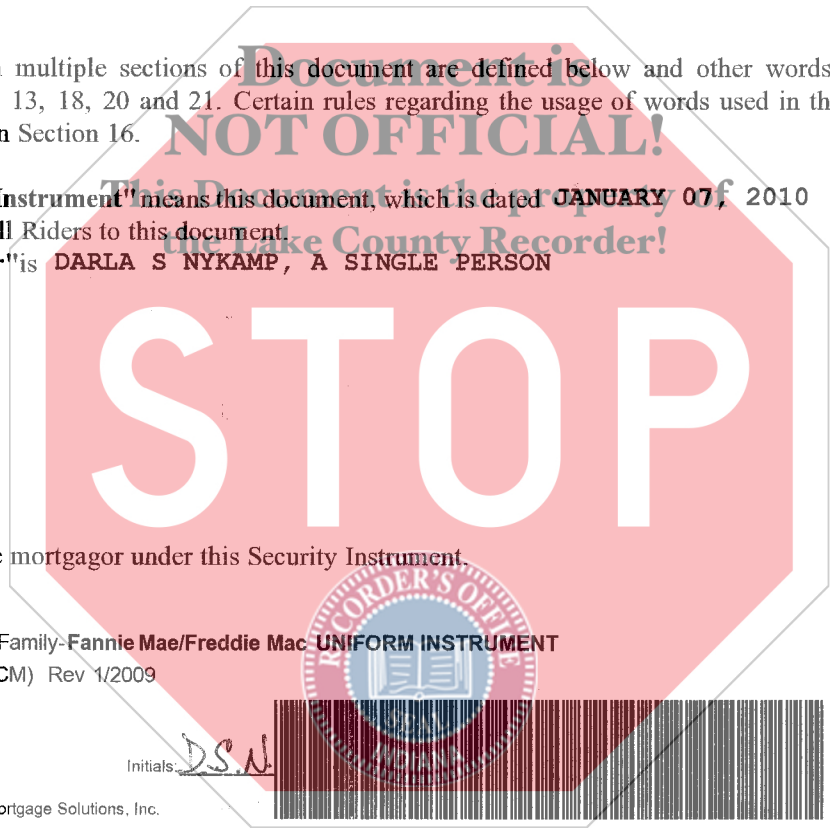 Document is
multiple sections of this document are defined below and other words
13, 18, 20 and 21. Certain rules regarding the usage of words used in
Section 16.
NOT OFFICIAL!
Instrument" means this document, which is dated JANUARY 07, 2010
This Document is the property of
Riders to this document.
the Lake County Recorder!
is DARLA S NYKAMP, A SINGLE PERSON
STOP
mortgagor under this Security Instrument.
RECORDER'S OFFICE
Family-Fannie Mae/Freddie Mac UNIFORM INSTRUMENT
CM) Rev 1/2009
SEAL
INDIANA
Initials: D.S.N.
ortgage Solutions, Inc.